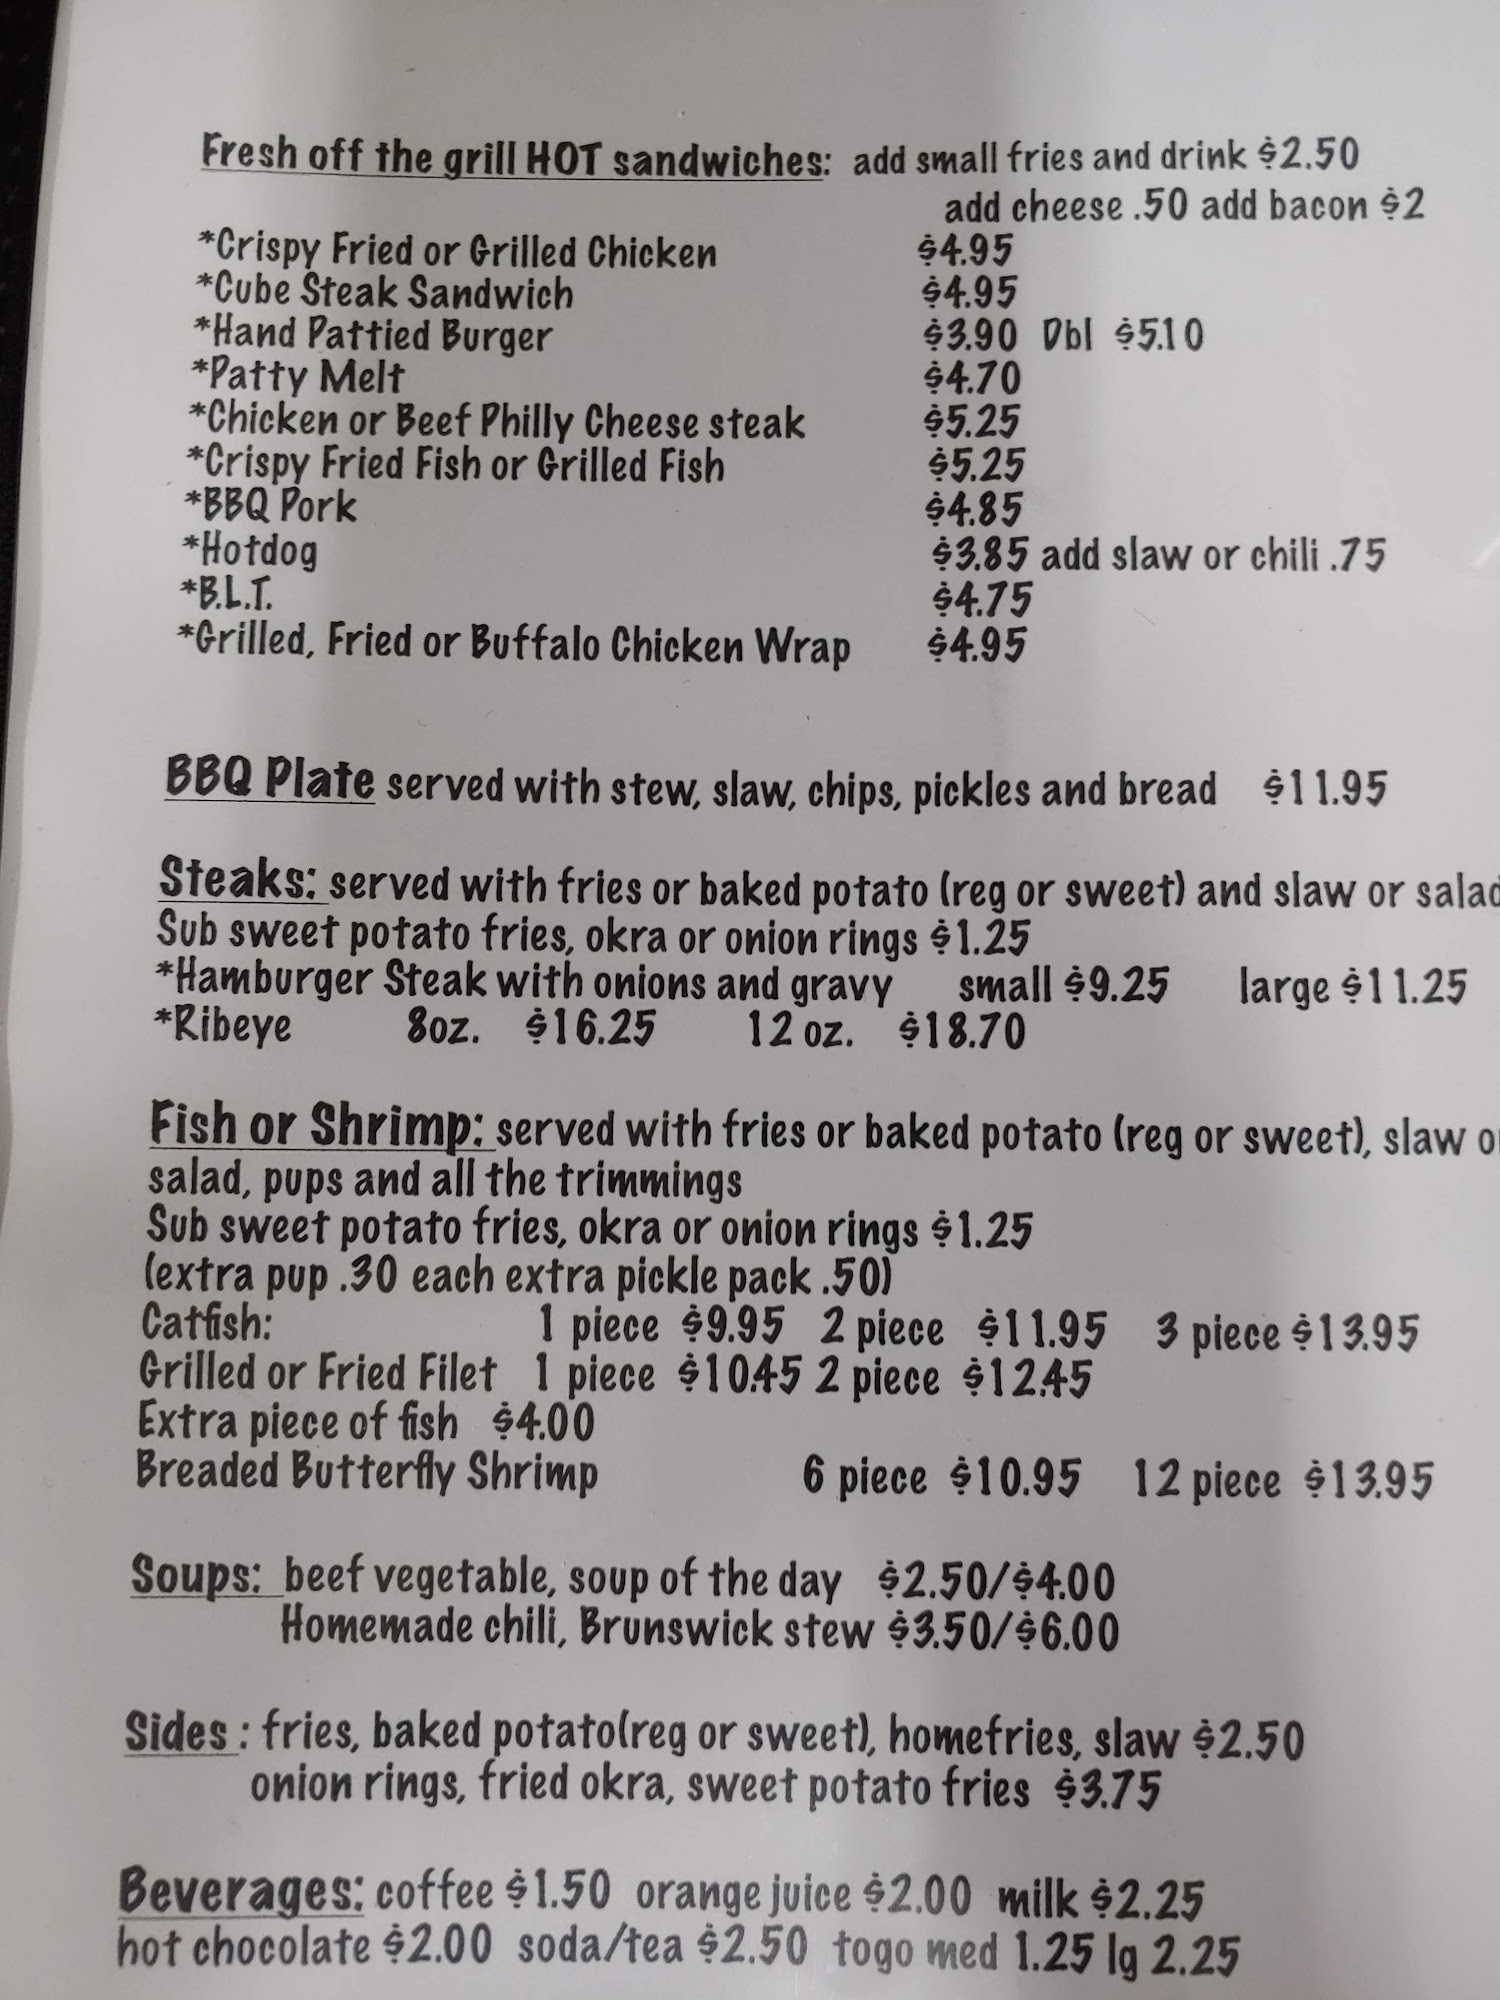 Fresh off the grill HOT sandwiches: add small fries and drink $2.50
add cheese .50 add bacon $2
*Crispy Fried or Grilled Chicken $4.95
*Cube Steak Sandwich $4.95
*Hand Pattied Burger $3.90 Dbl $5.10
*Patty Melt $4.70
*Chicken or Beef Philly Cheese steak $5.25
*Crispy Fried Fish or Grilled Fish $5.25
*BBQ Pork $4.85
*Hotdog $3.85 add slaw or chili .75
*B.L.T. $4.75
*Grilled, Fried or Buffalo Chicken Wrap $4.95
BBQ Plate served with stew, slaw, chips, pickles and bread $11.95
Steaks: served with fries or baked potato (reg or sweet) and slaw or salad
Sub sweet potato fries, okra or onion rings $1.25
*Hamburger Steak with onions and gravy small $9.25 large $11.25
*Ribeye 8oz. $16.25 12 oz. $18.70
Fish or Shrimp: served with fries or baked potato (reg or sweet), slaw or
salad, pups and all the trimmings
Sub sweet potato fries, okra or onion rings $1.25
(extra pup .30 each extra pickle pack .50)
Catfish: 1 piece $9.95 2 piece $11.95 3 piece $13.95
Grilled or Fried Filet 1 piece $10.45 2 piece $12.45
Extra piece of fish $4.00
Breaded Butterfly Shrimp 6 piece $10.95 12 piece $13.95
Soups: beef vegetable, soup of the day $2.50/$4.00
Homemade chili, Brunswick stew $3.50/$6.00
Sides : fries, baked potato(reg or sweet), homefries, slaw $2.50
onion rings, fried okra, sweet potato fries $3.75
Beverages: coffee $1.50 orange juice $2.00 milk $2.25
hot chocolate $2.00 soda/tea $2.50 togo med 1.25 lg 2.25